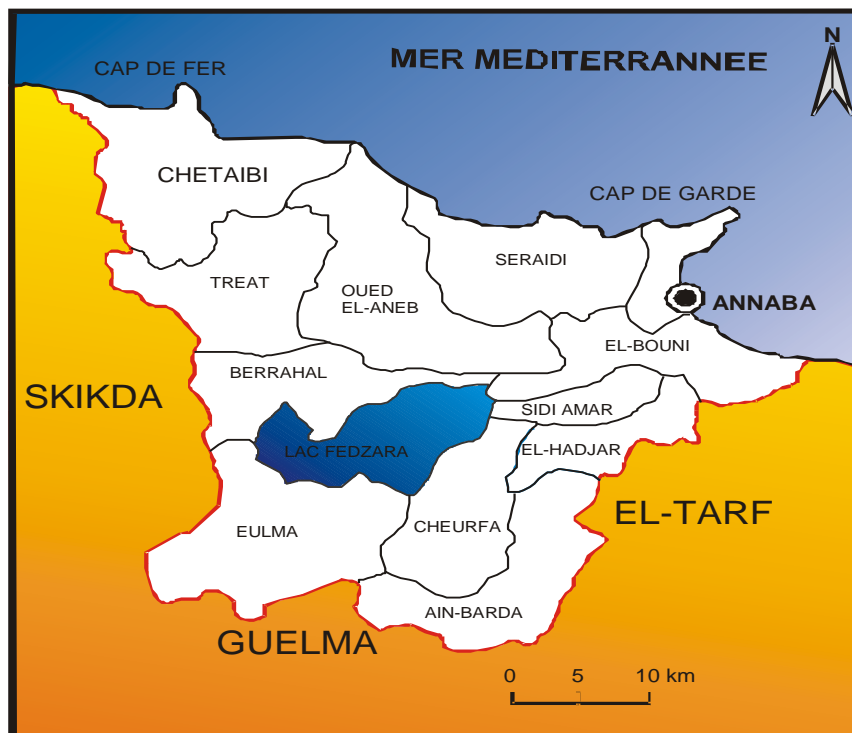 MER MEDITERRANNEE
N
CAP DE FER
CHETAIBI
CAP DE GARDE
SERAIDI
TREAT
OUED
EL-ANEB
ANNABA
EL-BOUNI
BERRAHAL
SKIKDA
SIDI AMAR
LAC FEDZARA
EL-HADJAR
EL-TARF
EULMA
CHEURFA
AIN-BARDA
GUELMA
0 5 10 km